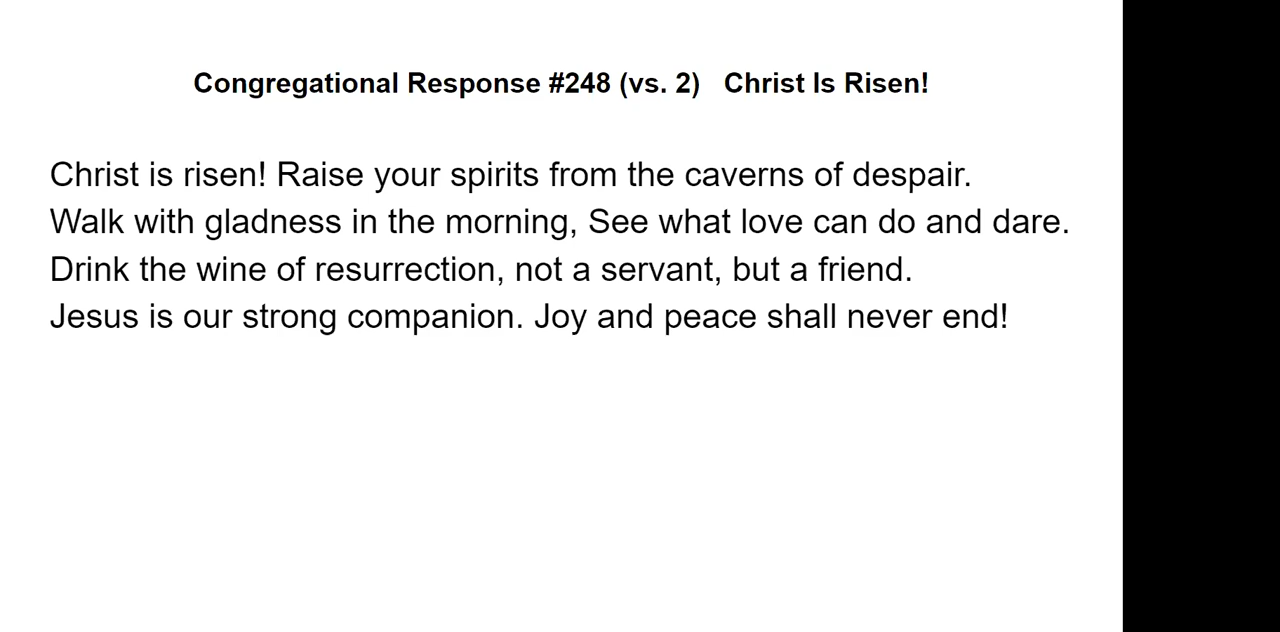 Congregational Response #248 (vs. 2)   Christ Is Risen!
Christ is risen! Raise your spirits from the caverns of despair.
Walk with gladness in the morning, See what love can do and dare.
Drink the wine of resurrection, not a servant, but a friend.
Jesus is our strong companion. Joy and peace shall never end!